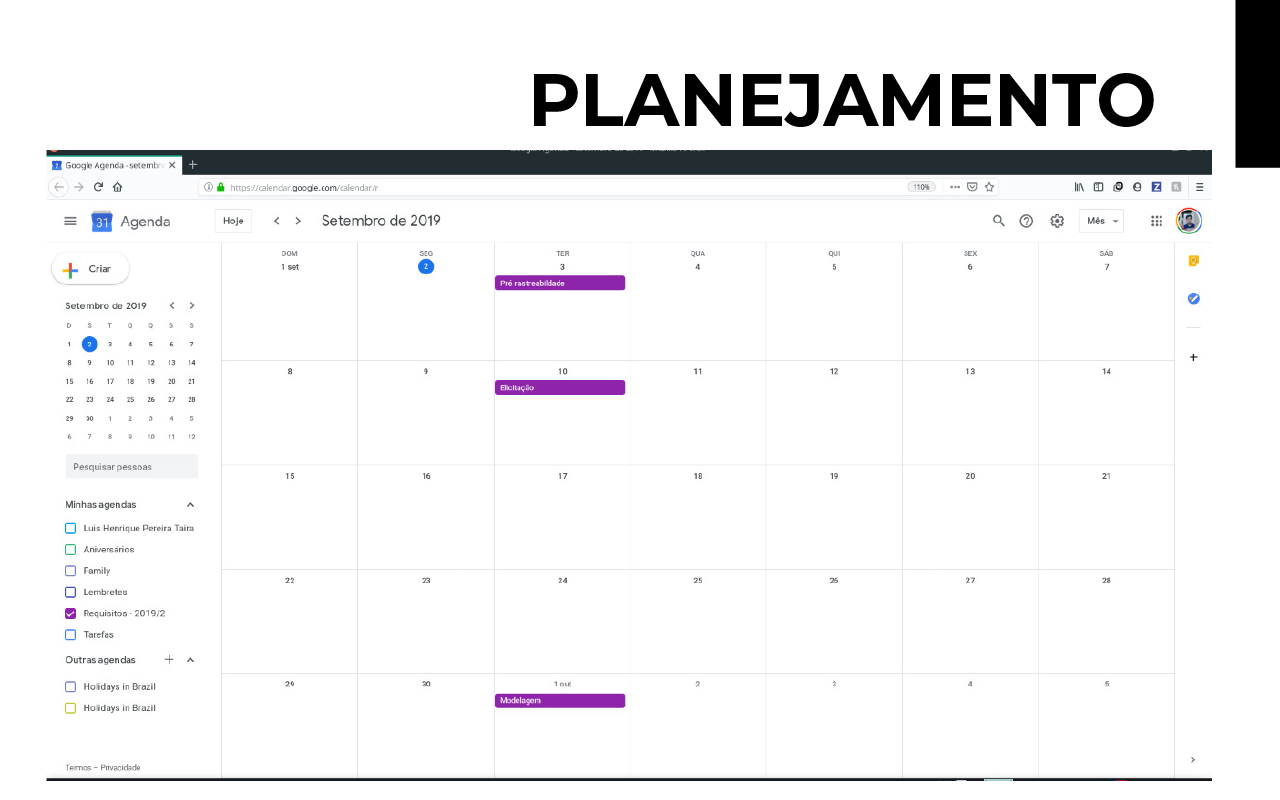 PLANEJAMENTO
Google Agenda - setembr
https://calendar.google.com/calendar/r
110%
31 Agenda
Hoje
Setembro de 2019
Mês
Criar
Setembro de 2019
D S T Q Q S S
1 2 3 4 5 6 7
8 9 10 11 12 13 14
15 16 17 18 19 20 21
22 23 24 25 26 27 28
29 30 1 2 3 4 5
6 7 8 9 10 11 12
Pesquisar pessoas
Minhas agendas
Luis Henrique Pereira Taira
Aniversários
Family
Lembretes
Requisitos - 2019/2
Tarefas
Outras agendas
Holidays in Brazil
Holidays in Brazil
Termos – Privacidade
DOM SEG TER QUA QUI SEX SÁB
1 set 2 3 4 5 6 7
Pré rastreabilidade
8 9 10 11 12 13 14
Elicitação
15 16 17 18 19 20 21
22 23 24 25 26 27 28
29 30 1 out 2 3 4 5
Modelagem